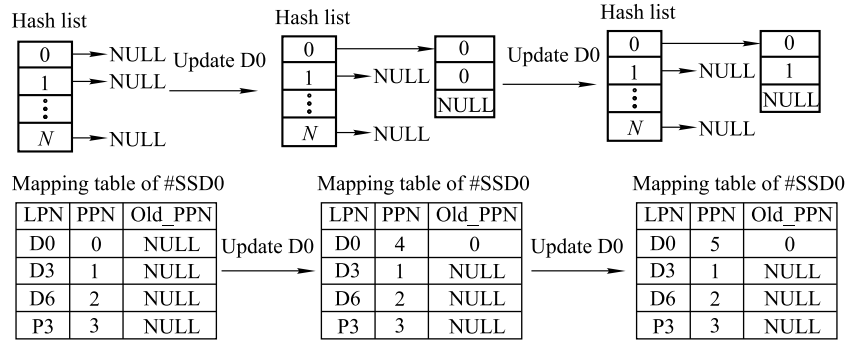 Hash list
0 NULL
1 NULL
⋮
N NULL
Update D0
Hash list
0
1 NULL
⋮
N NULL
0
0
NULL
Update D0
Hash list
0
1 NULL
⋮
N NULL
0
1
NULL
Mapping table of #SSD0
LPN PPN Old_PPN
D0 0 NULL
D3 1 NULL
D6 2 NULL
P3 3 NULL
Update D0
Mapping table of #SSD0
LPN PPN Old_PPN
D0 4 0
D3 1 NULL
D6 2 NULL
P3 3 NULL
Update D0
Mapping table of #SSD0
LPN PPN Old_PPN
D0 5 0
D3 1 NULL
D6 2 NULL
P3 3 NULL